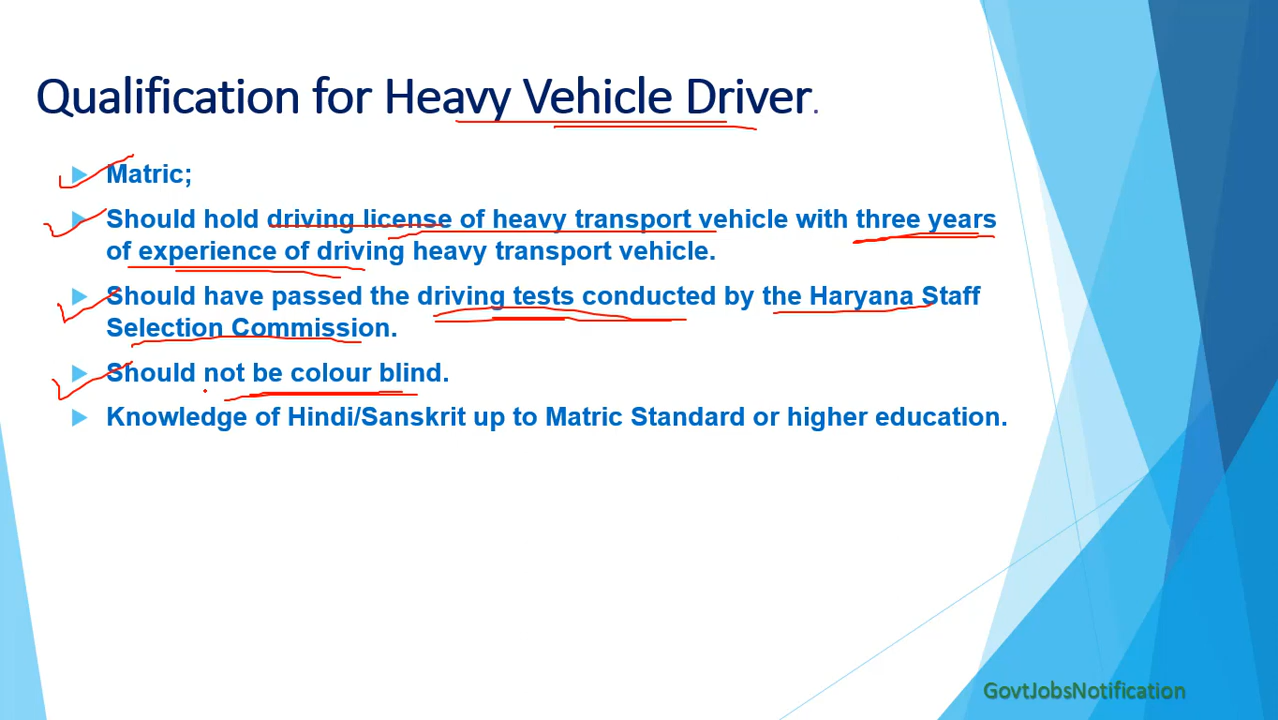 Qualification for Heavy Vehicle Driver.
Matric;
Should hold driving license of heavy transport vehicle with three years
of experience of driving heavy transport vehicle.
Should have passed the driving tests conducted by the Haryana Staff
Selection Commission.
Should not be colour blind.
Knowledge of Hindi/Sanskrit up to Matric Standard or higher education.
GovtJobsNotification